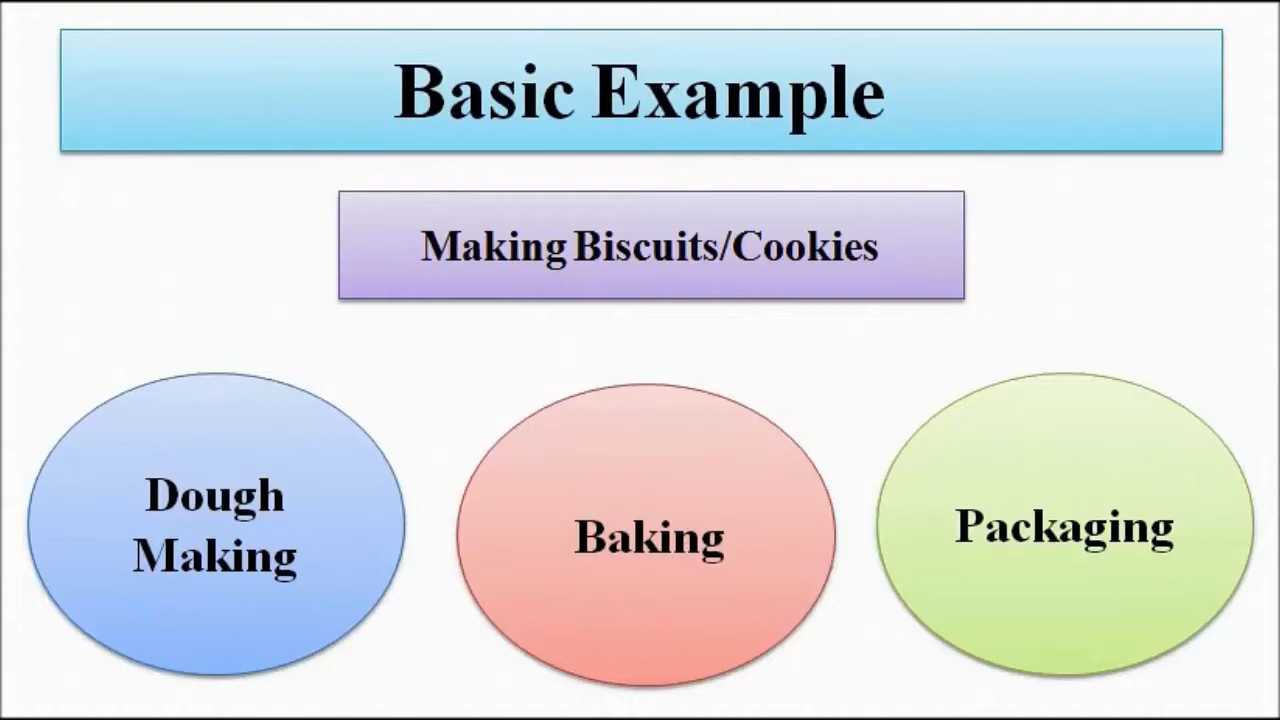 Basic Example
Making Biscuits/Cookies
Dough
Making
Baking
Packaging